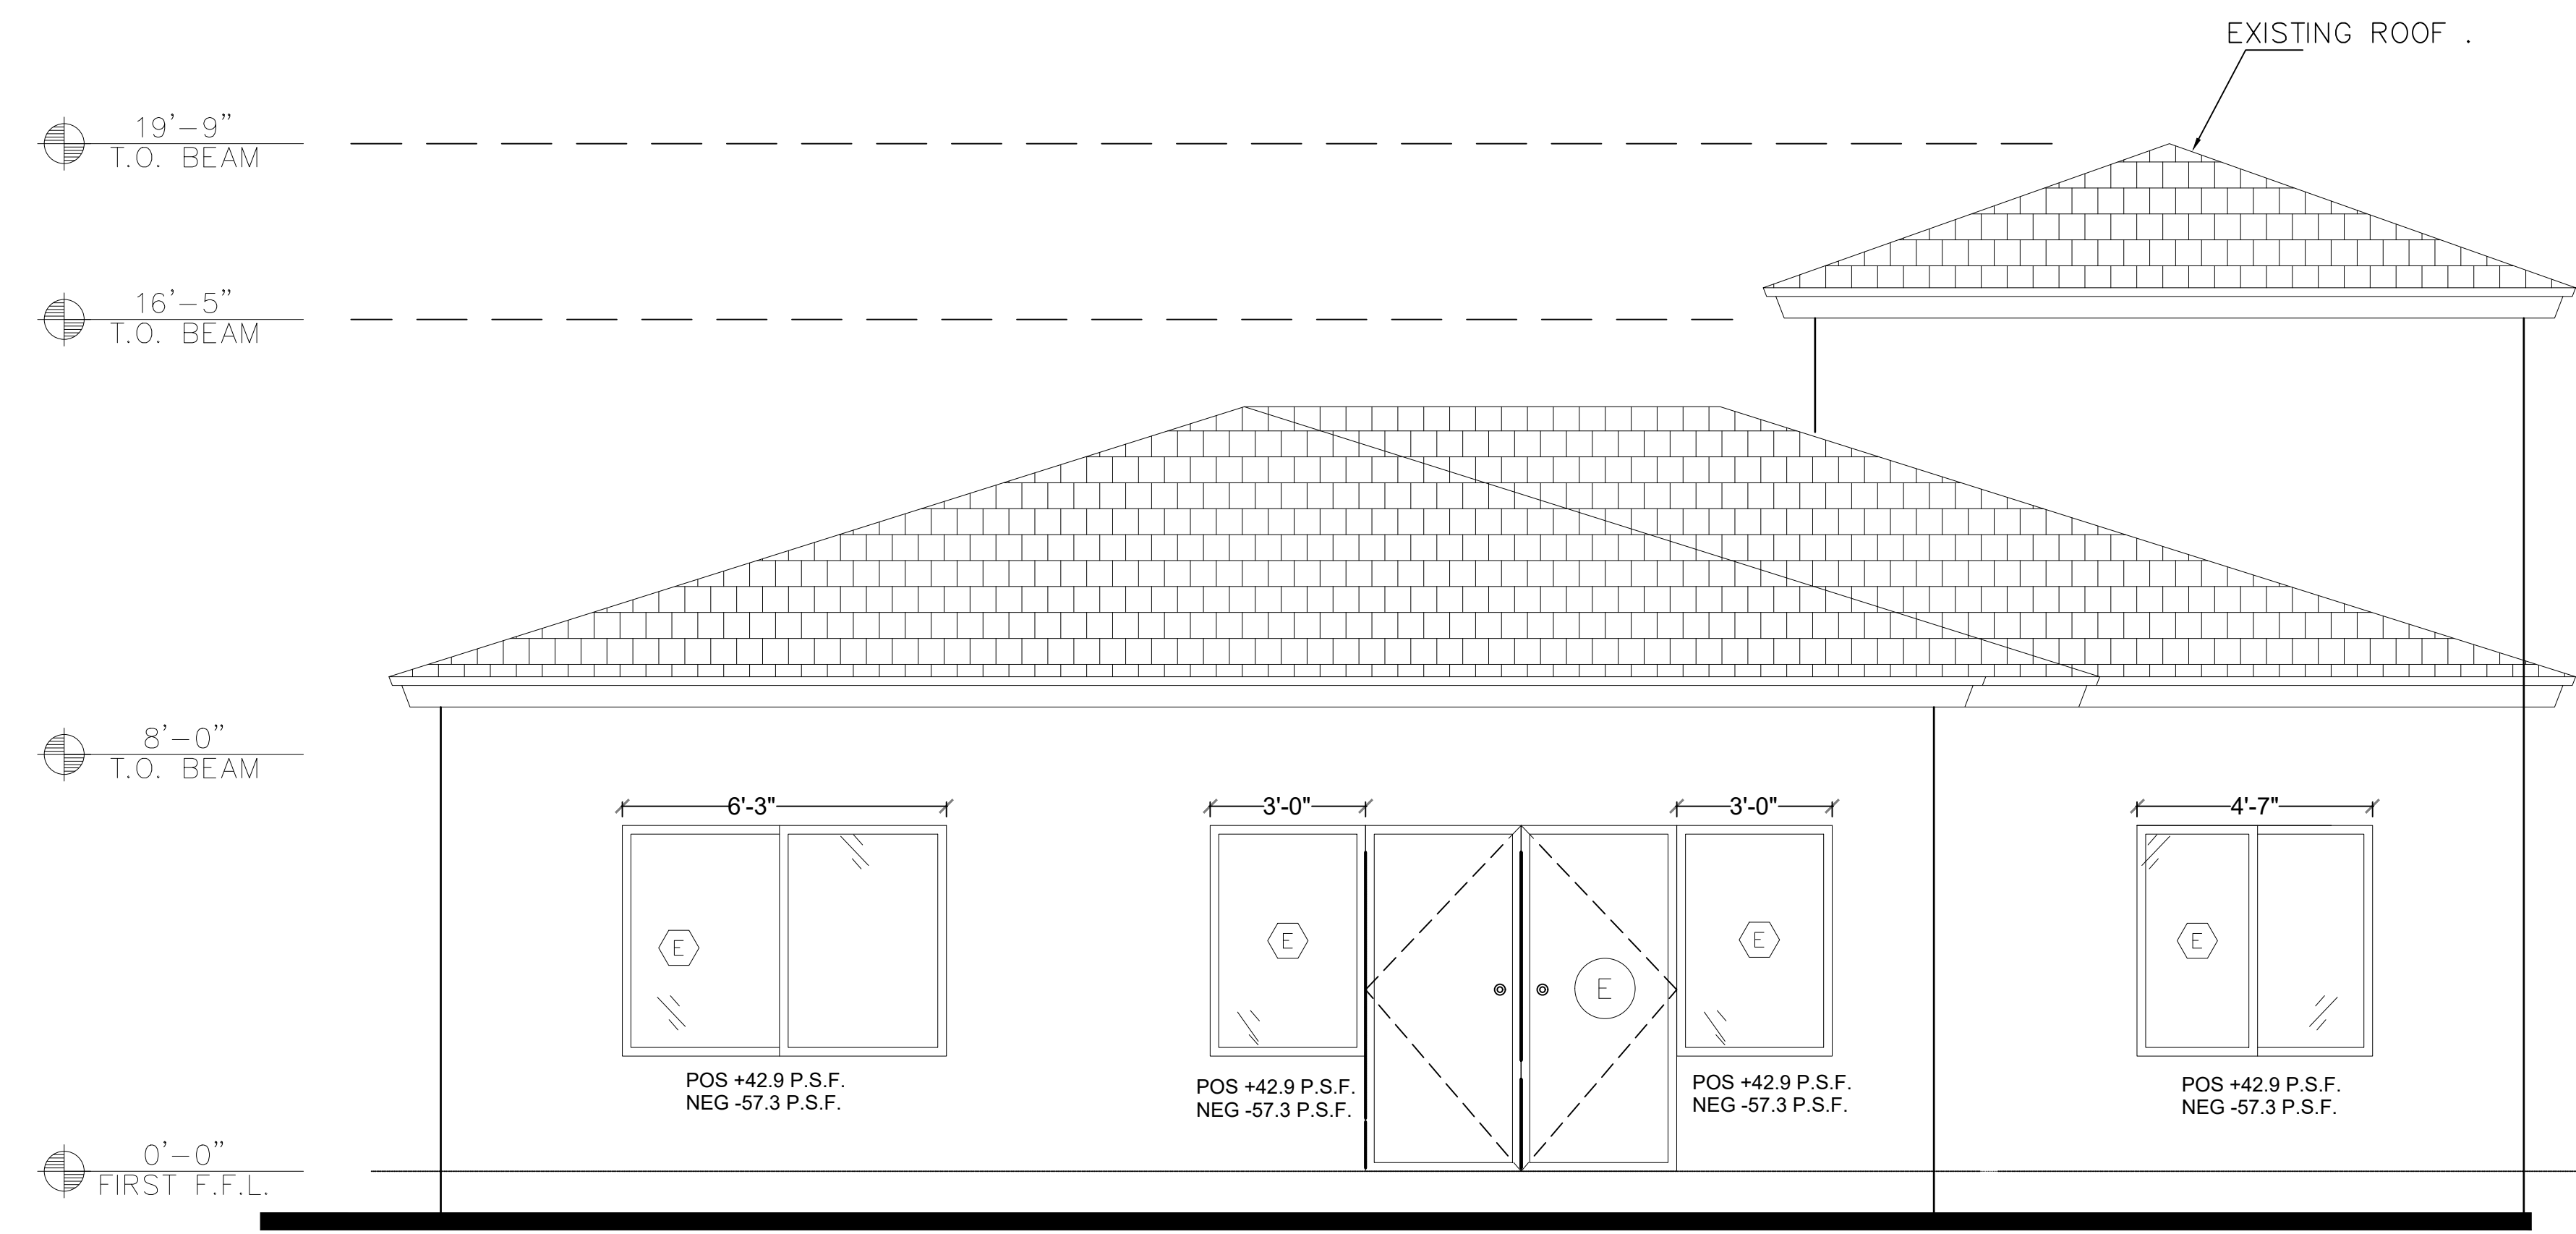 EXISTING ROOF .
19'-9"
T.O. BEAM
16'-5"
T.O. BEAM
8'-0"
T.O. BEAM
6'-3"
3'-0"
3'-0"
4'-7"
E
E
E
E
E
POS +42.9 P.S.F.
NEG -57.3 P.S.F.
POS +42.9 P.S.F.
NEG -57.3 P.S.F.
POS +42.9 P.S.F.
NEG -57.3 P.S.F.
POS +42.9 P.S.F.
NEG -57.3 P.S.F.
0'-0"
FIRST F.F.L.